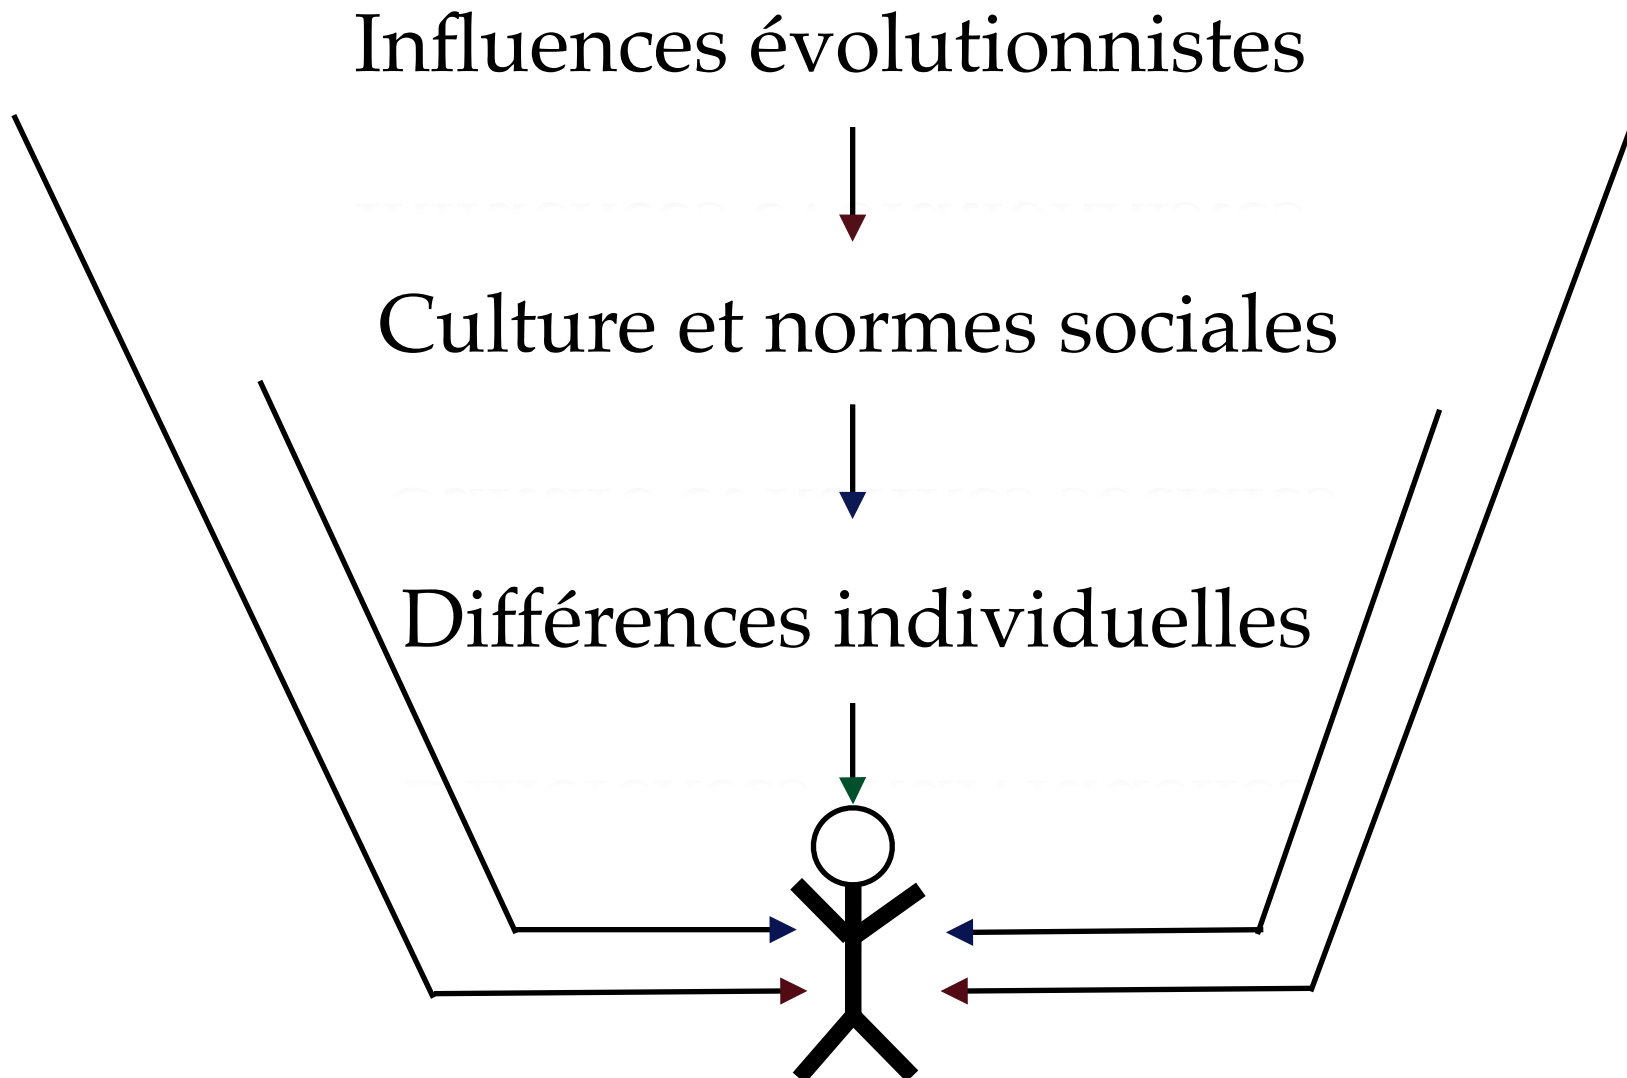 Influences évolutionnistes
Culture et normes sociales
Différences individuelles